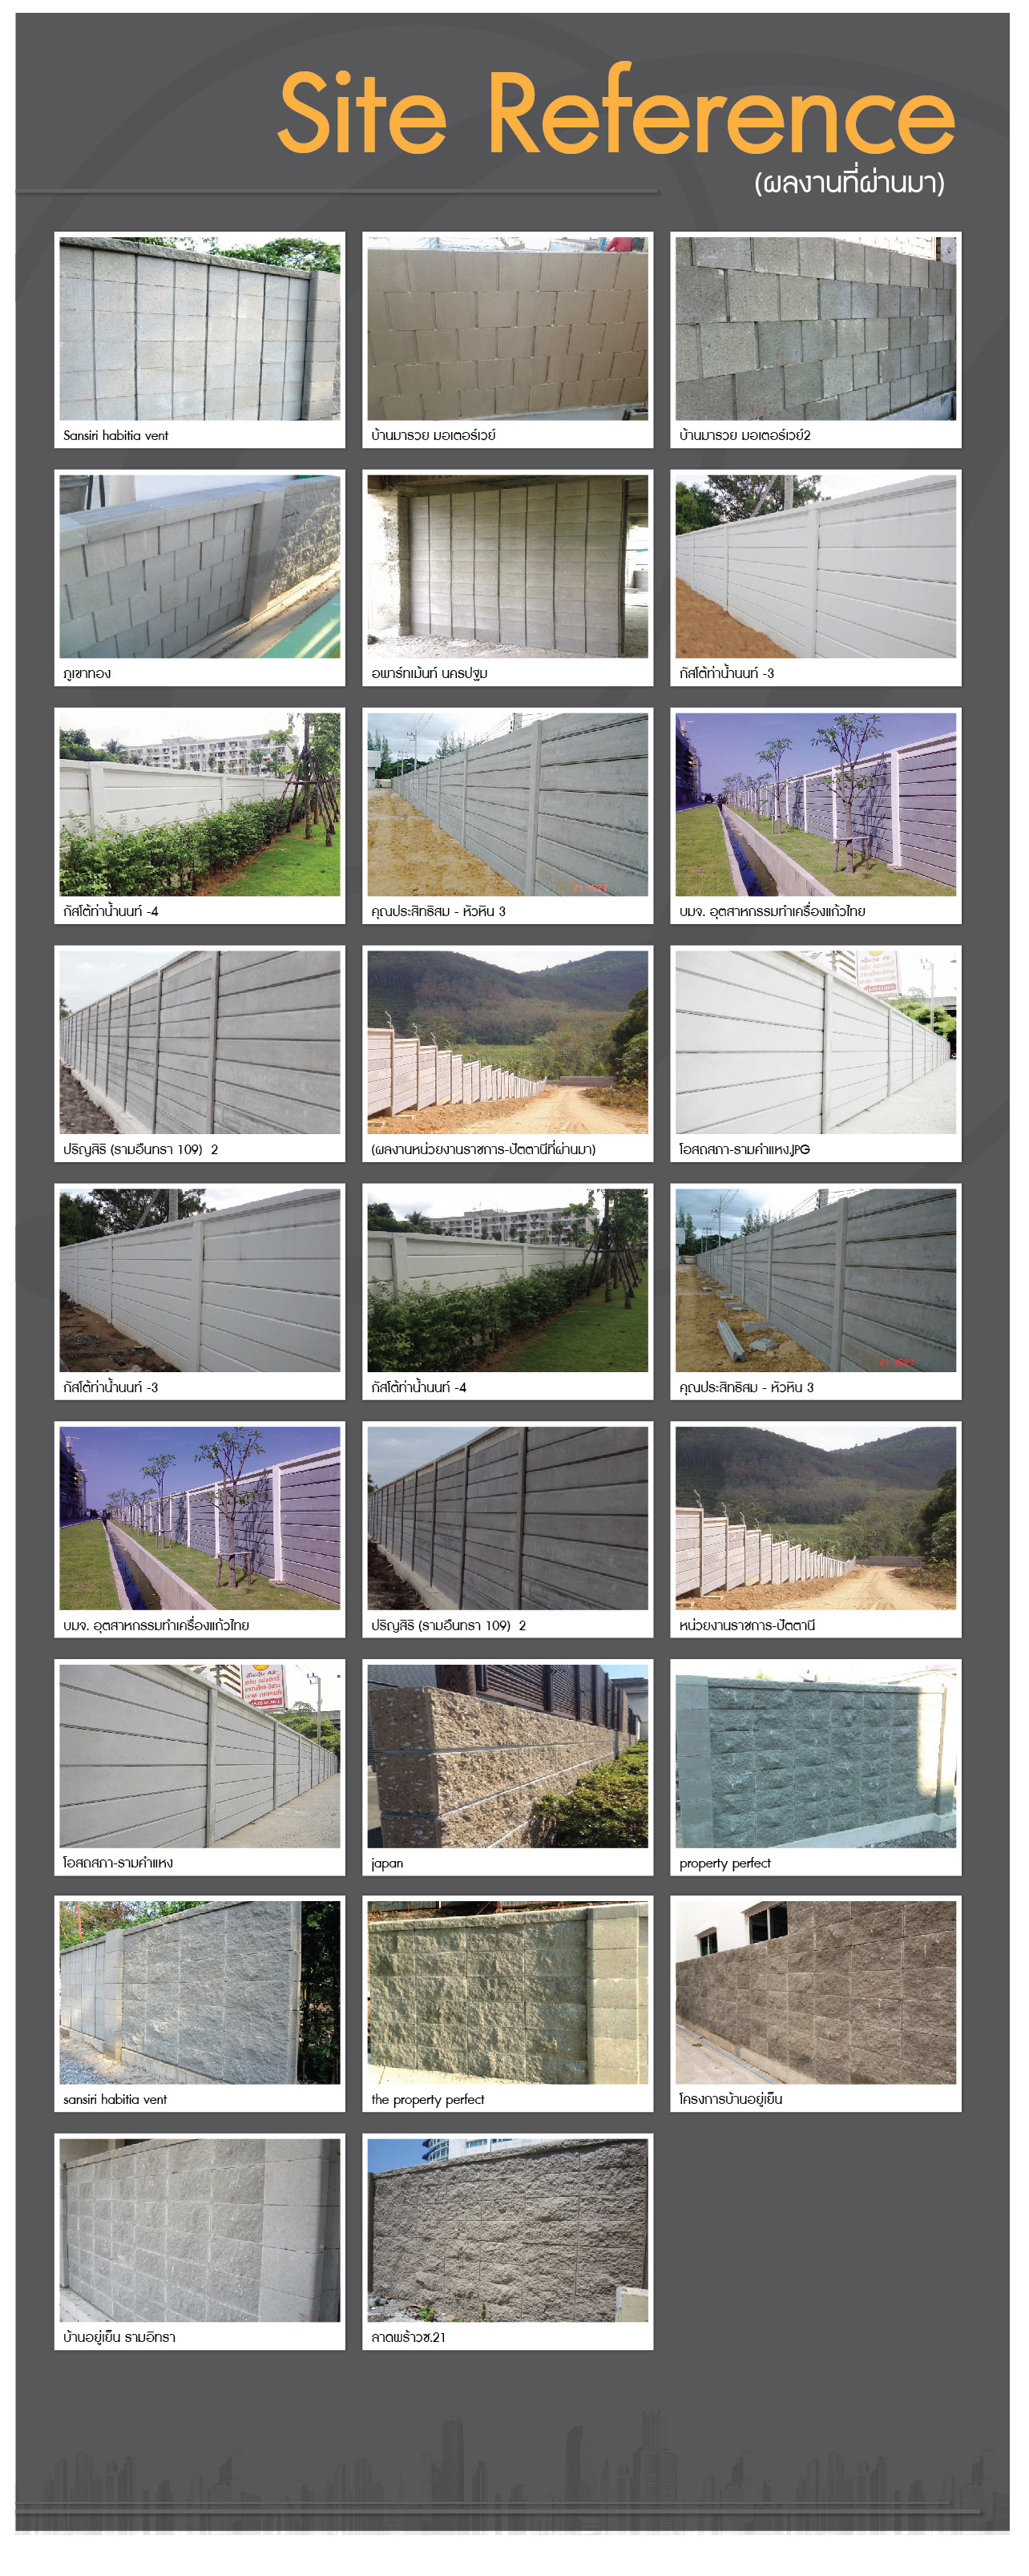 Site Reference
(ผลงานที่ผ่านมา)
Sansiri habitia vent
บ้านมารวย มอเตอร์เวย์
บ้านมารวย มอเตอร์เวย์2
ภูเขาทอง
อพาร์ทเม้นท์ นครปฐม
กัสโต้ท่าน้ำนนท์ -3
กัสโต้ท่าน้ำนนท์ -4
คุณประสิทธิสม - หัวหิน 3
บมจ. อุตสาหกรรมทำเครื่องแก้วไทย
ปริญสิริ (รามอินทรา 109) 2
(ผลงานหน่วยงานราชการ-ปัตตานีที่ผ่านมา)
โอสถสภา-รามคำแหง.JPG
กัสโต้ท่าน้ำนนท์ -3
กัสโต้ท่าน้ำนนท์ -4
คุณประสิทธิสม - หัวหิน 3
บมจ. อุตสาหกรรมทำเครื่องแก้วไทย
ปริญสิริ (รามอินทรา 109) 2
หน่วยงานราชการ-ปัตตานี
โอสถสภา-รามคำแหง
japan
property perfect
sansiri habitia vent
the property perfect
โครงการบ้านอยู่เย็น
บ้านอยู่เย็น รามอิทรา
ลาดพร้าวซ.21